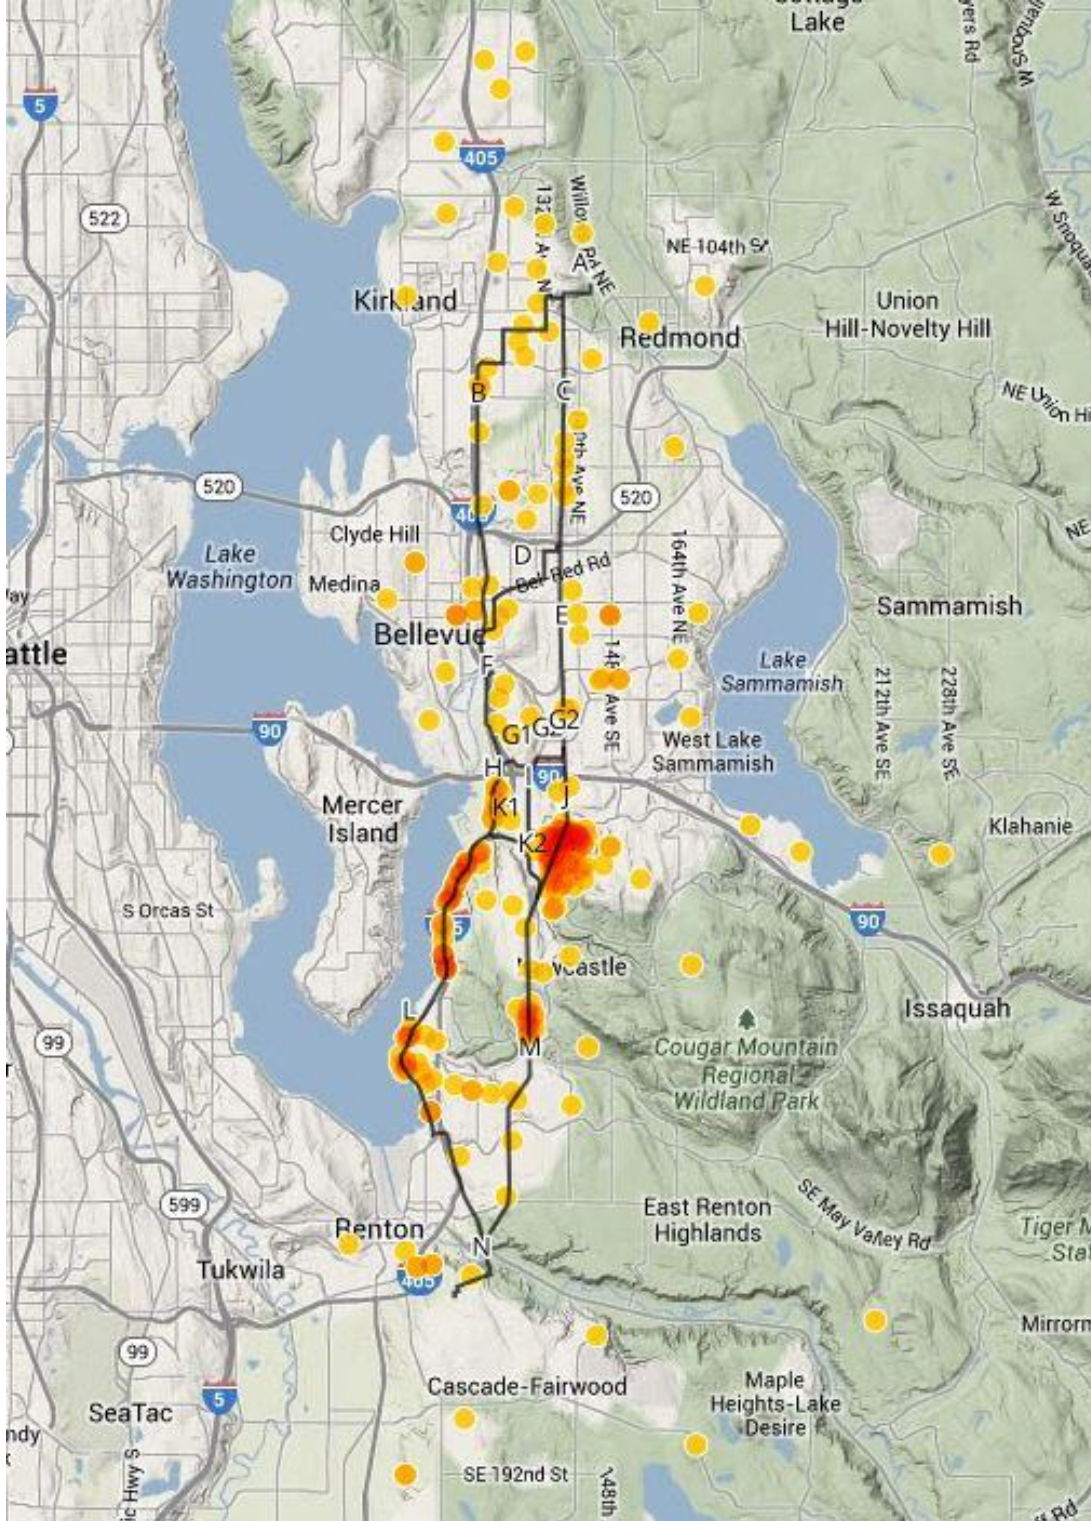 Lake
5
405
522
NE 104th St
A
Kirkland
Union
Hill-Novelty Hill
Redmond
B
C
520
520
Clyde Hill
D
Lake
Washington
Bel-Red Rd
Medina
164th Ave NE
Sammamish
E
Bellevue
attle
F
Lake
Sammamish
212th Ave SE
228th Ave SE
G1
G2
90
West Lake
Sammamish
H
I
90
J
Mercer
Island
K1
K2
Klahanie
S Orcas St
90
Newcastle
Issaquah
L
99
M
Cougar Mountain
Regional
Wildland Park
599
SE May Valley Rd
East Renton
Highlands
Renton
N
Tukwila
405
99
Cascade-Fairwood
Maple
Heights-Lake
Desire
5
SeaTac
SE 192nd St
148th
ic Hwy S